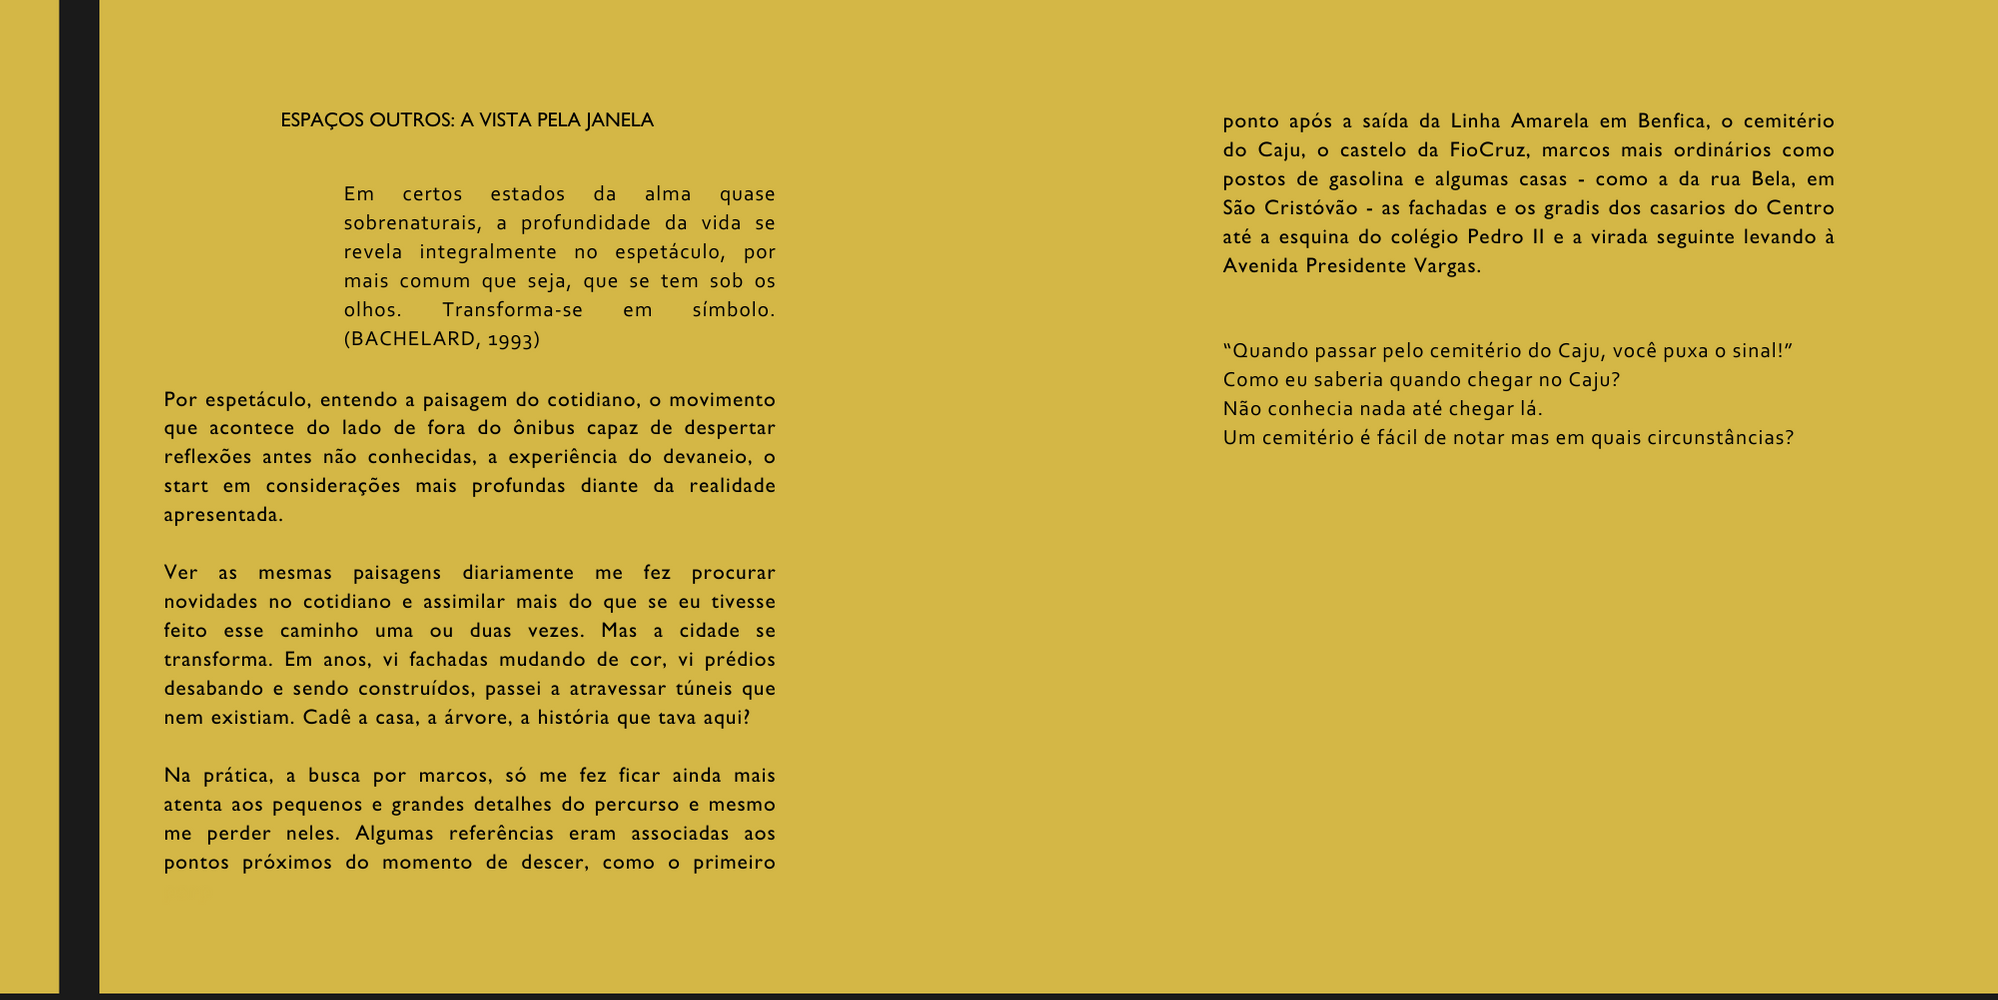 ESPAÇOS OUTROS: A VISTA PELA JANELA
Em certos estados da alma quase
sobrenaturais, a profundidade da vida se
revela integralmente no espetáculo, por
mais comum que seja, que se tem sob os
olhos. Transforma-se em símbolo.
(BACHELARD, 1993)
Por espetáculo, entendo a paisagem do cotidiano, o movimento
que acontece do lado de fora do ônibus capaz de despertar
reflexões antes não conhecidas, a experiência do devaneio, o
start em considerações mais profundas diante da realidade
apresentada.
Ver as mesmas paisagens diariamente me fez procurar
novidades no cotidiano e assimilar mais do que se eu tivesse
feito esse caminho uma ou duas vezes. Mas a cidade se
transforma. Em anos, vi fachadas mudando de cor, vi prédios
desabando e sendo construídos, passei a atravessar túneis que
nem existiam. Cadê a casa, a árvore, a história que tava aqui?
Na prática, a busca por marcos, só me fez ficar ainda mais
atenta aos pequenos e grandes detalhes do percurso e mesmo
me perder neles. Algumas referências eram associadas aos
pontos próximos do momento de descer, como o primeiro
ponto após a saída da Linha Amarela em Benfica, o cemitério
do Caju, o castelo da FioCruz, marcos mais ordinários como
postos de gasolina e algumas casas - como a da rua Bela, em
São Cristóvão - as fachadas e os gradis dos casarios do Centro
até a esquina do colégio Pedro II e a virada seguinte levando à
Avenida Presidente Vargas.
“Quando passar pelo cemitério do Caju, você puxa o sinal!”
Como eu saberia quando chegar no Caju?
Não conhecia nada até chegar lá.
Um cemitério é fácil de notar mas em quais circunstâncias?